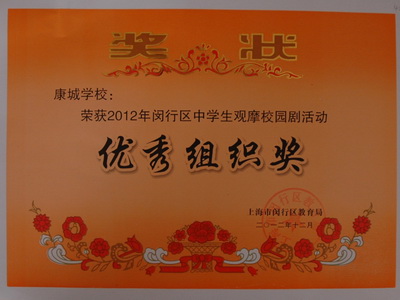 奖状
康城学校：
荣获2012年闵行区中学生观摩校园剧活动
优秀组织奖
上海市闵行区教育局
二〇一二年十二月